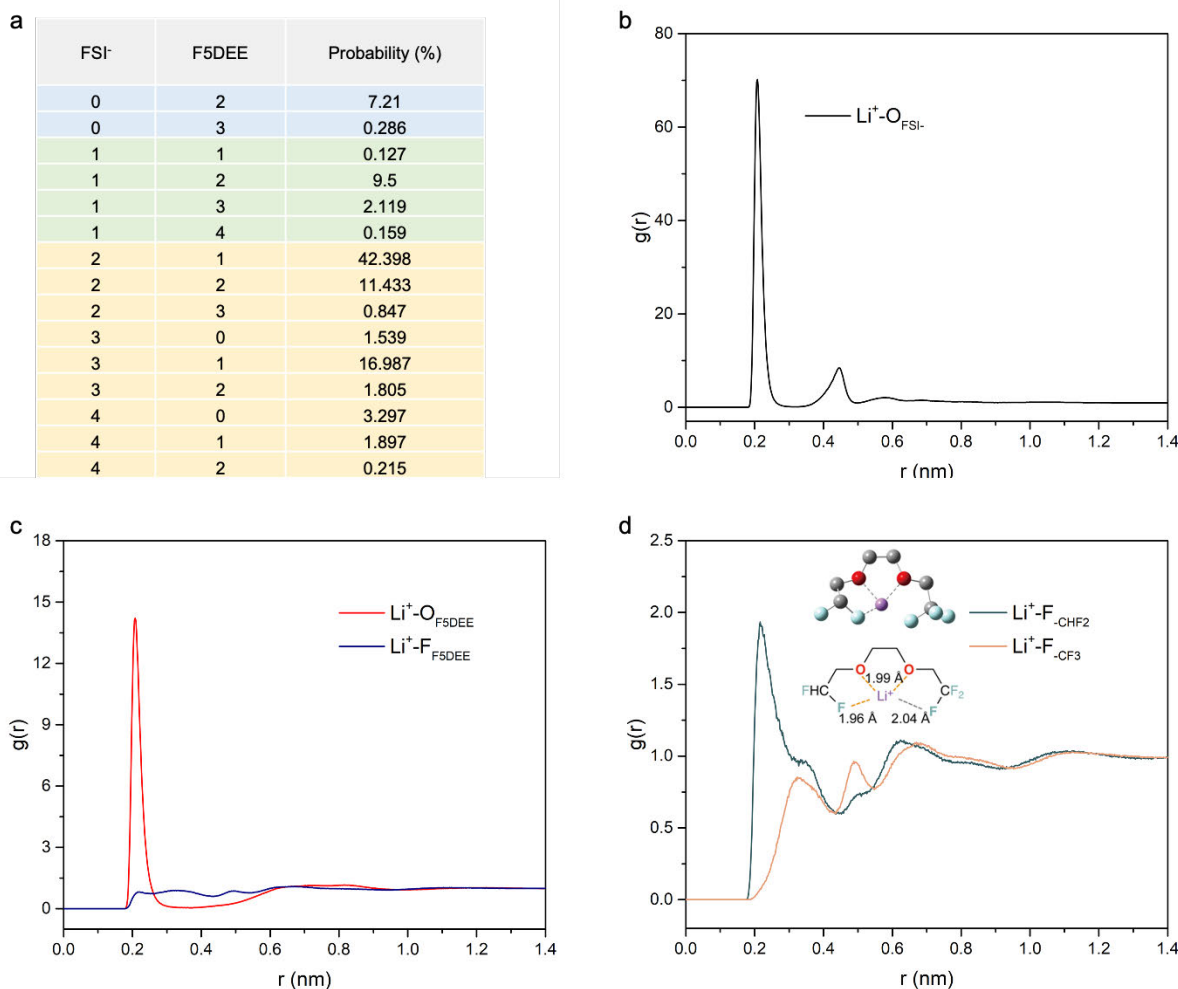 a
FSI- F5DEE Probability (%)
0 2 7.21
0 3 0.286
1 1 0.127
1 2 9.5
1 3 2.119
1 4 0.159
2 1 42.398
2 2 11.433
2 3 0.847
3 0 1.539
3 1 16.987
3 2 1.805
4 0 3.297
4 1 1.897
4 2 0.215
b
80
60
40
20
0
g(r)
Li+-OFSI-
0.0 0.2 0.4 0.6 0.8 1.0 1.2 1.4
r (nm)
c
18
15
12
9
6
3
0
g(r)
Li+-OF5DEE
Li+-FF5DEE
0.0 0.2 0.4 0.6 0.8 1.0 1.2 1.4
r (nm)
d
2.5
2.0
1.5
1.0
0.5
0.0
g(r)
Li+-F-CHF2
Li+-F-CF3
O O
1.99 Å
FHC Li+ CF2
F F
1.96 Å 2.04 Å
0.0 0.2 0.4 0.6 0.8 1.0 1.2 1.4
r (nm)